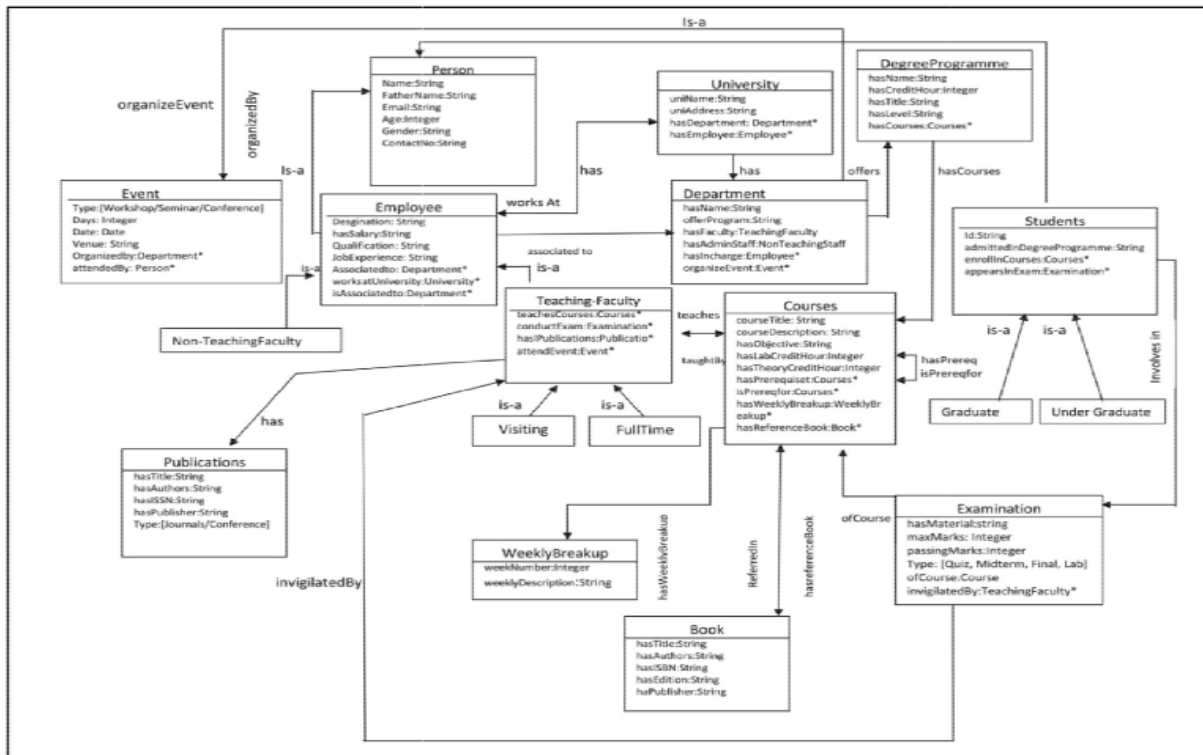 Is-a
organizeEvent
organizedBy
Is-a
Person
Name:String
FatherName:String
Email:String
Age:Integer
Gender:String
ContactNo:String
University
uniName:String
uniAddress:String
hasDepartment: Department*
hasEmployee:Employee*
DegreeProgramme
hasName:String
hasCreditHour:Integer
hasTitle:String
hasLevel:String
hasCourses:Courses*
has
has
offers
hasCourses
works At
Event
Type:[Workshop/Seminar/Conference]
Days: Integer
Date: Date
Venue: String
Organizedby:Department*
attendedBy: Person*
is-a
Employee
Desgination: String
hasSalary:String
Qualification: String
JobExperience: String
Associatedto: Department*
worksatUniversity:University*
isAssociatedto:Department*
associated to
is-a
Department
hasName:String
offerProgram:String
hasFaculty:TeachingFaculty
hasAdminStaff:NonTeachingStaff
hasIncharge:Employee*
organizeEvent:Event*
Students
Id:String
admittedInDegreeProgramme:String
enrollInCourses:Courses*
appearsInExam:Examination*
Non-TeachingFaculty
Teaching-Faculty
teachesCourses:Courses*
conductExam:Examination*
hasIPublications:Publicatio*
attendEvent:Event*
teaches
taughtBy
Courses
courseTitle: String
courseDescription: String
hasObjective:String
hasLabCreditHour:Integer
hasTheoryCreditHour:Integer
hasPrerequiset:Courses*
isPrereqfor:Courses*
hasWeeklyBreakup:WeeklyBr
eakup*
hasReferenceBook:Book*
hasPrereq
isPrereqfor
is-a
is-a
Involves in
Graduate
Under Graduate
is-a
is-a
Visiting
FullTime
has
Publications
hasTitle:String
hasAuthors:String
hasISSN:String
hasPublisher:String
Type:[Journals/Conference]
invigilatedBy
WeeklyBreakup
weekNumber:Integer
weeklyDescription:String
hasWeeklyBreakup
ReferredIn
hasreferenceBook
ofCourse
Examination
hasMaterial:string
maxMarks: Integer
passingMarks:Integer
Type: [Quiz, Midterm, Final, Lab]
ofCourse:Course
invigilatedBy:TeachingFaculty*
Book
hasTitle:String
hasAuthors:String
hasISBN:String
hasEdition:String
haPublisher:String